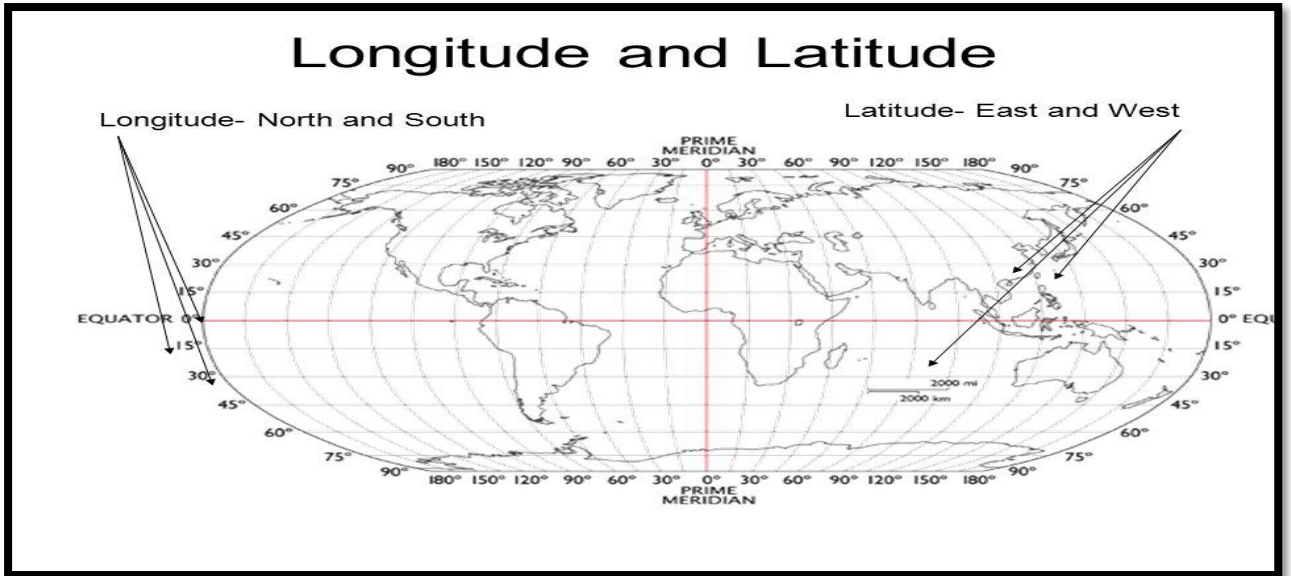 Longitude and Latitude
Longitude- North and South
Latitude- East and West
PRIME
MERIDIAN
90° 180° 150° 120° 90° 60° 30° 0° 30° 60° 90° 120° 150° 180° 90°
75° 75°
60° 60°
45° 45°
30° 30°
15° 15°
EQUATOR 0° 0° EQU
15° 15°
30° 30°
2000 mi
2000 km
45° 45°
60° 60°
75° 75°
90° 180° 150° 120° 90° 60° 30° 0° 30° 60° 90° 120° 150° 180° 90°
PRIME
MERIDIAN